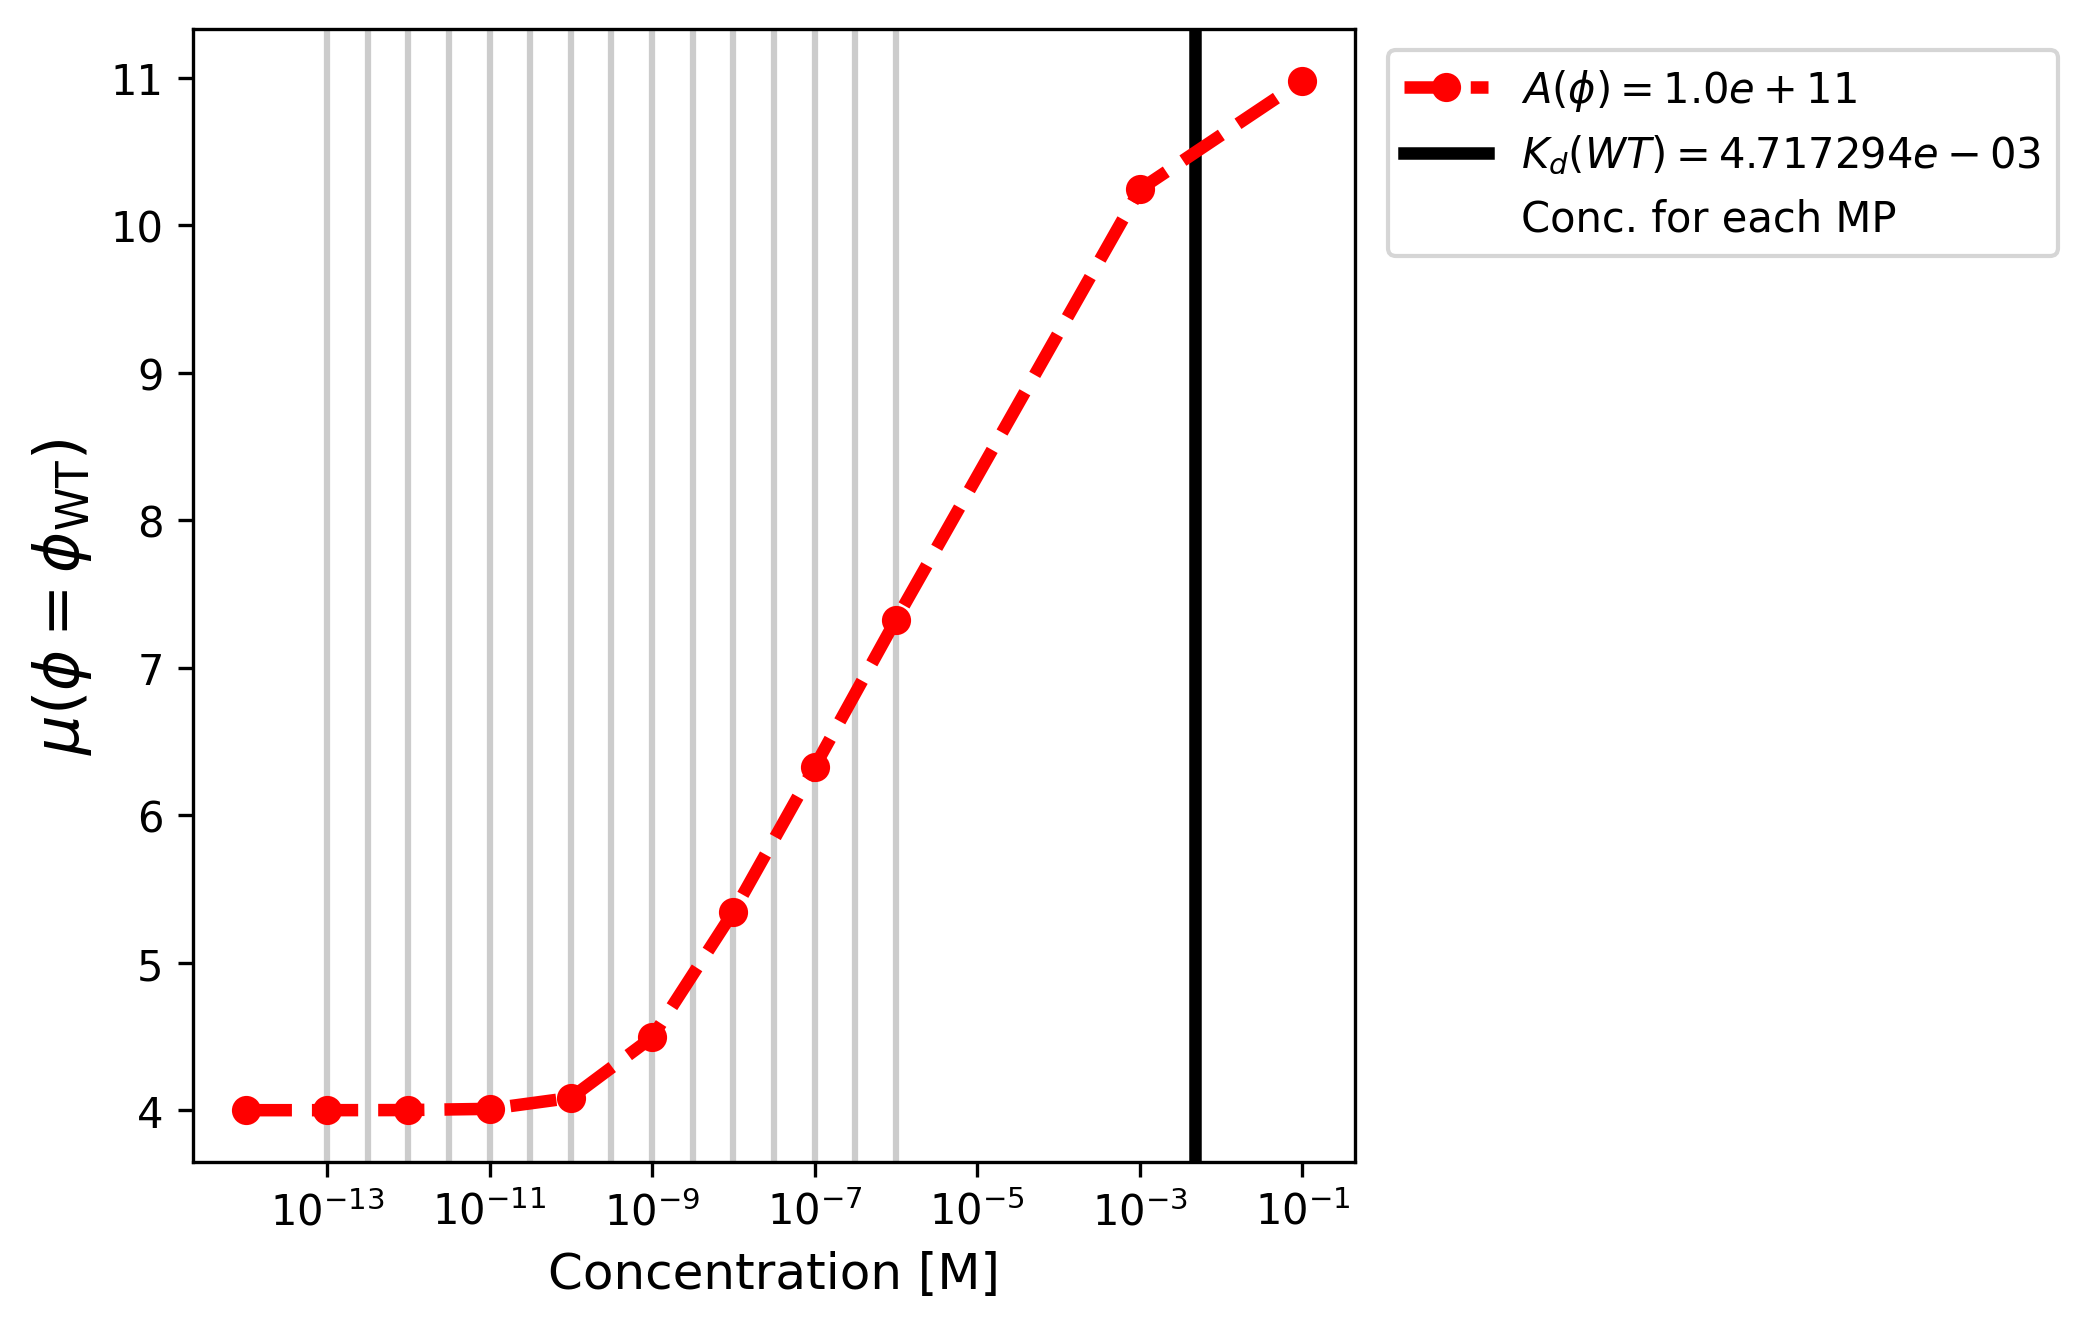 11
10
9
8
7
6
5
4
μ(ϕ = ϕ_WT)
10^−13 10^−11 10^−9 10^−7 10^−5 10^−3 10^−1
Concentration [M]
A(ϕ) = 1.0e + 11
K_d(WT) = 4.717294e − 03
Conc. for each MP